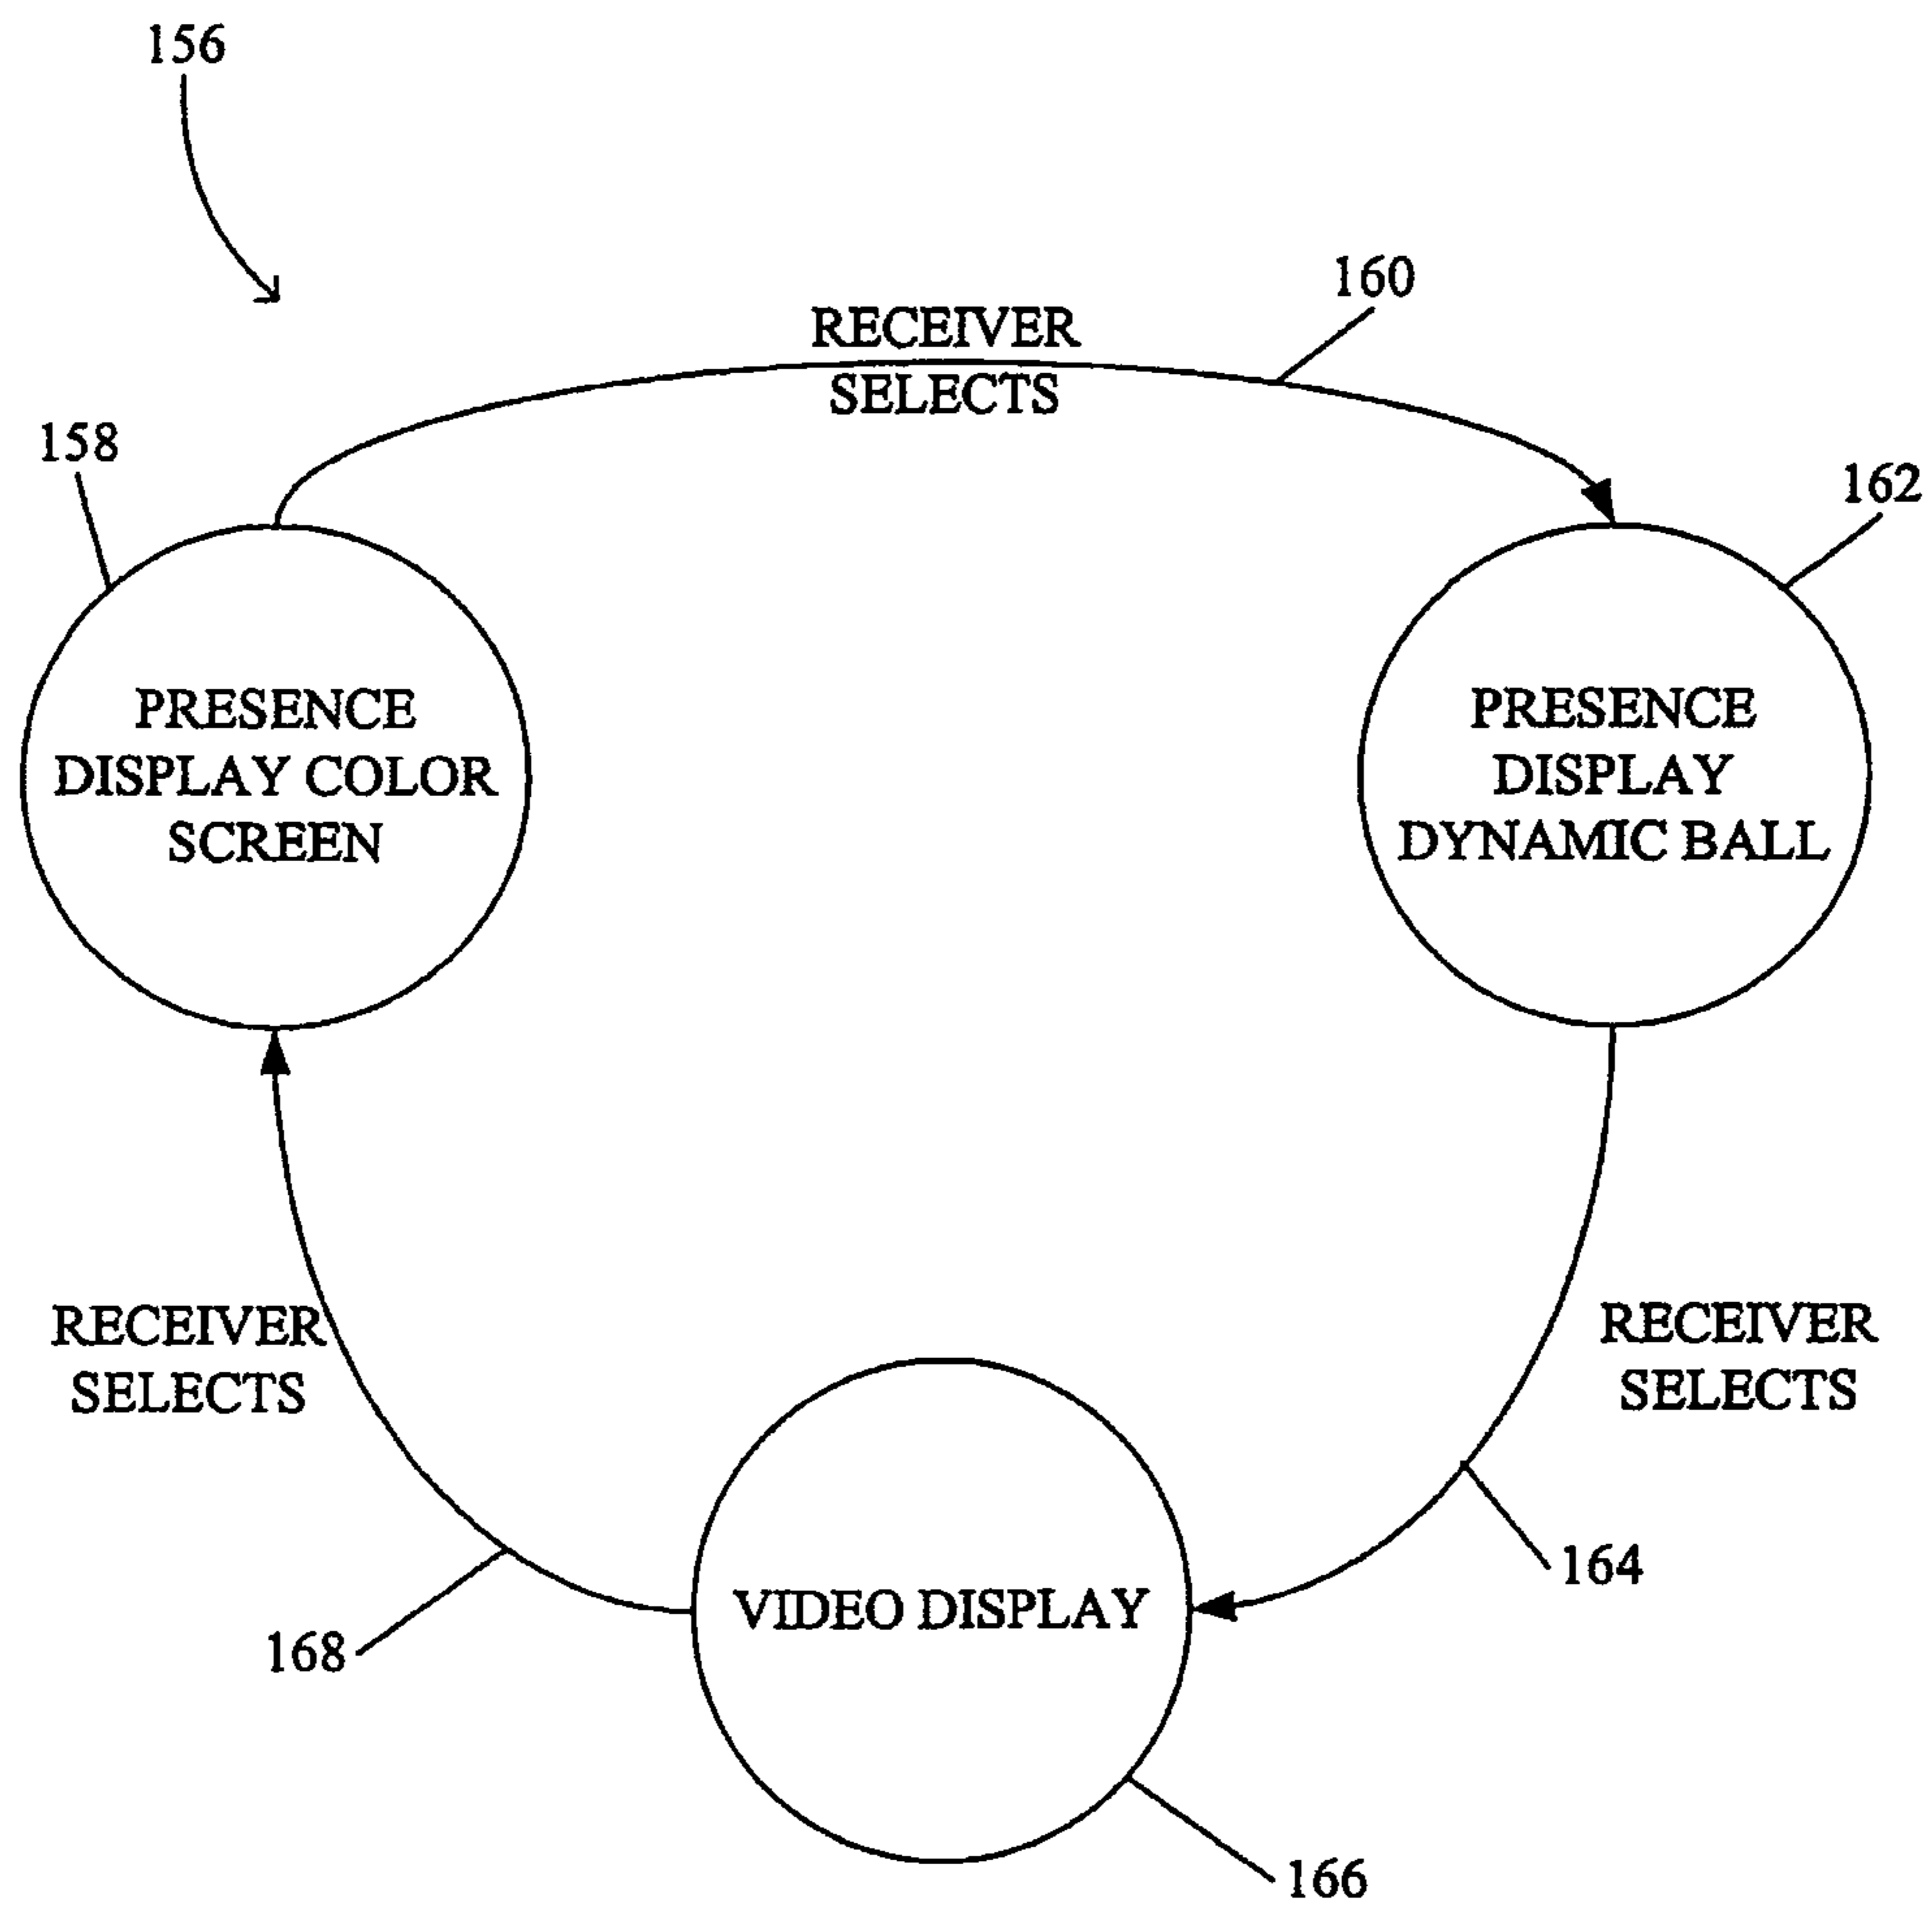 156
160
RECEIVER
SELECTS
158
162
PRESENCE
DISPLAY COLOR
SCREEN
PRESENCE
DISPLAY
DYNAMIC BALL
RECEIVER
SELECTS
RECEIVER
SELECTS
164
VIDEO DISPLAY
168
166